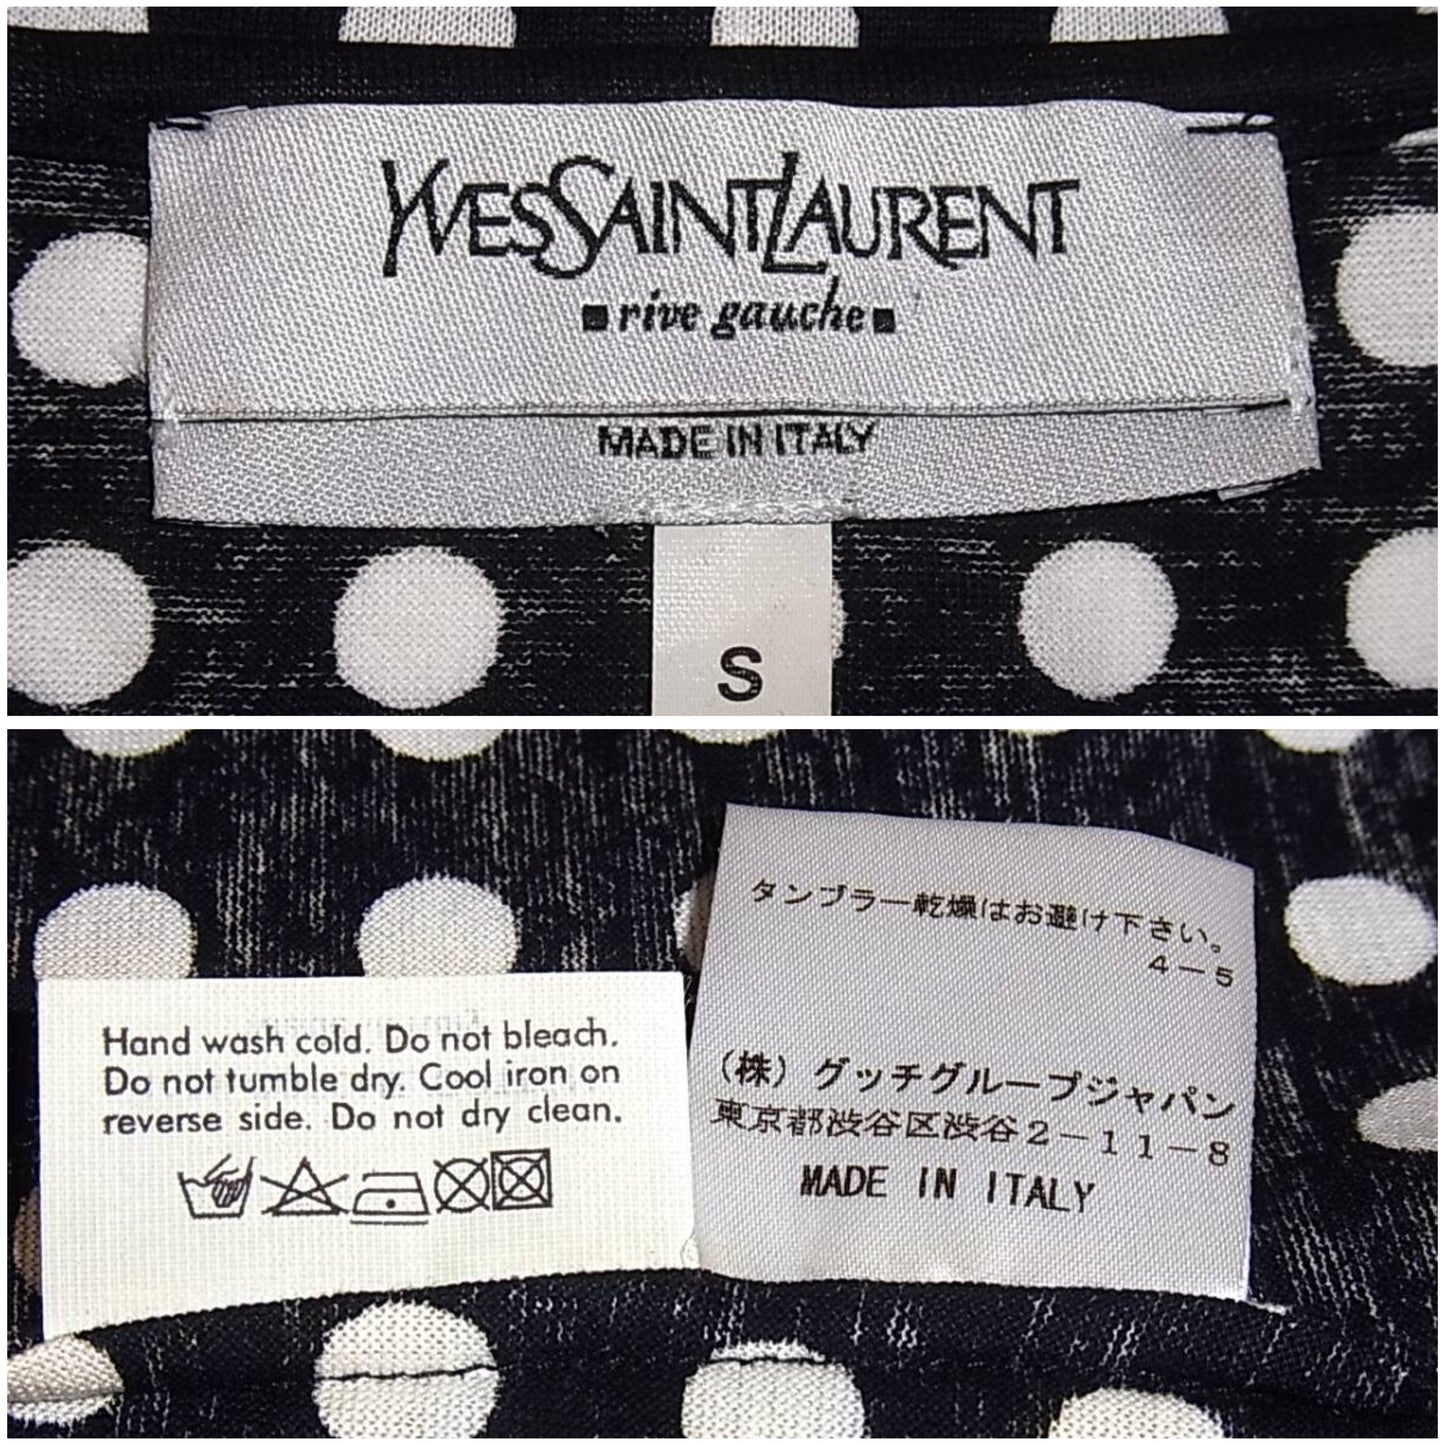 YVESSAINTLAURENT
rive gauche
MADE IN ITALY
S
Hand wash cold. Do not bleach.
Do not tumble dry. Cool iron on
reverse side. Do not dry clean.
タンブラー乾燥はお避け下さい。
4-5
(株) グッチグループジャパン
東京都渋谷区渋谷2-11-8
MADE IN ITALY